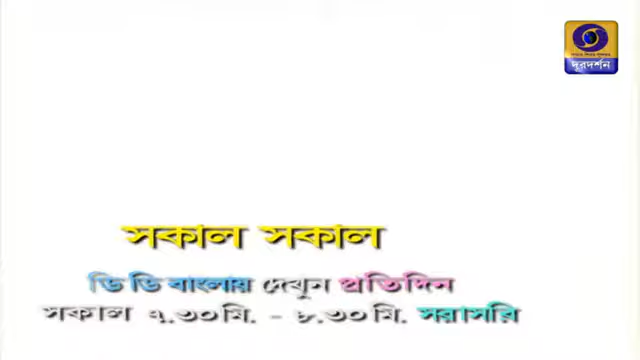 দূরদর্শন
সকাল সকাল
ডি ডি বাংলায় দেখুন প্রতিদিন
সকাল ৭.৩০মি. - ৮.৩০মি. সরাসরি